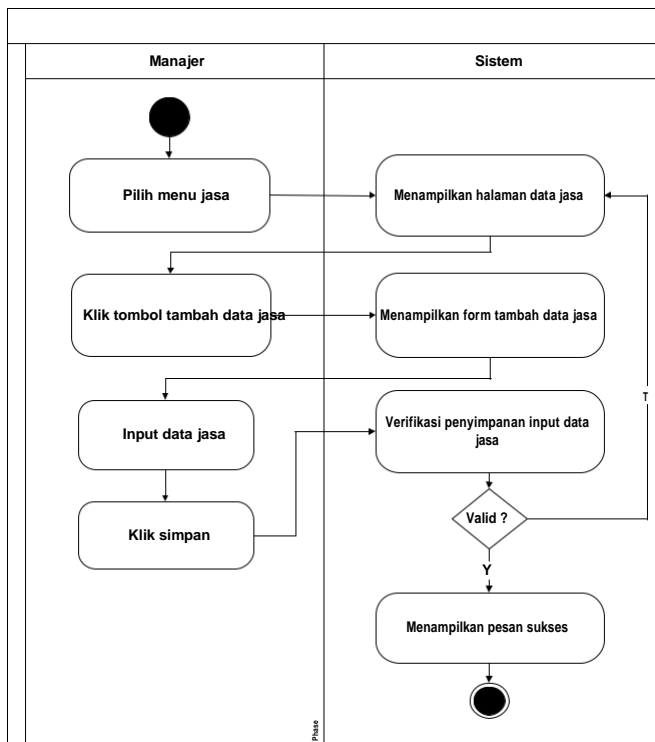 Manajer
Sistem
Pilih menu jasa
Menampilkan halaman data jasa
Klik tombol tambah data jasa
Menampilkan form tambah data jasa
T
Input data jasa
Verifikasi penyimpanan input data
jasa
Klik simpan
Valid ?
Y
Menampilkan pesan sukses
Phase